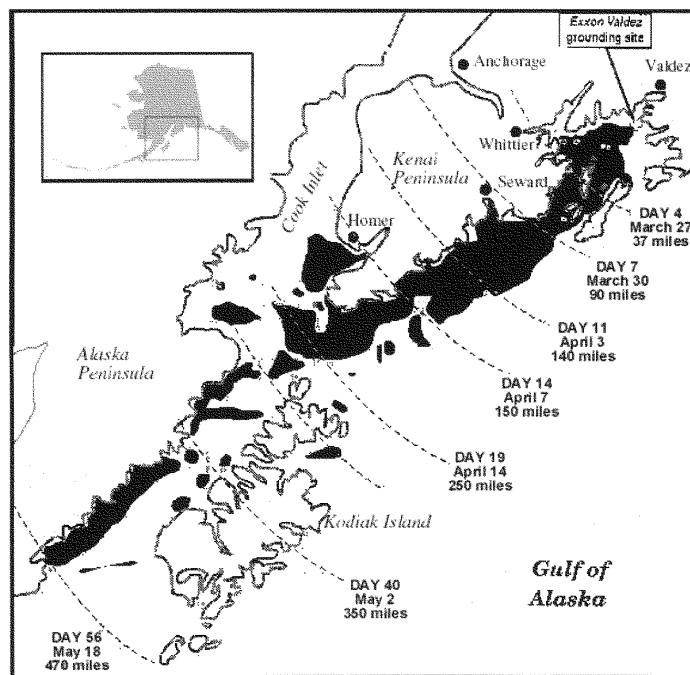 Exxon Valdez
grounding site
Anchorage
Valdez
Whittier
Kenai
Peninsula
Seward
Cook Inlet
Homer
DAY 4
March 27
37 miles
DAY 7
March 30
90 miles
DAY 11
April 3
140 miles
Alaska
Peninsula
DAY 14
April 7
150 miles
DAY 19
April 14
250 miles
Kodiak Island
Gulf of
Alaska
DAY 40
May 2
350 miles
DAY 56
May 18
470 miles